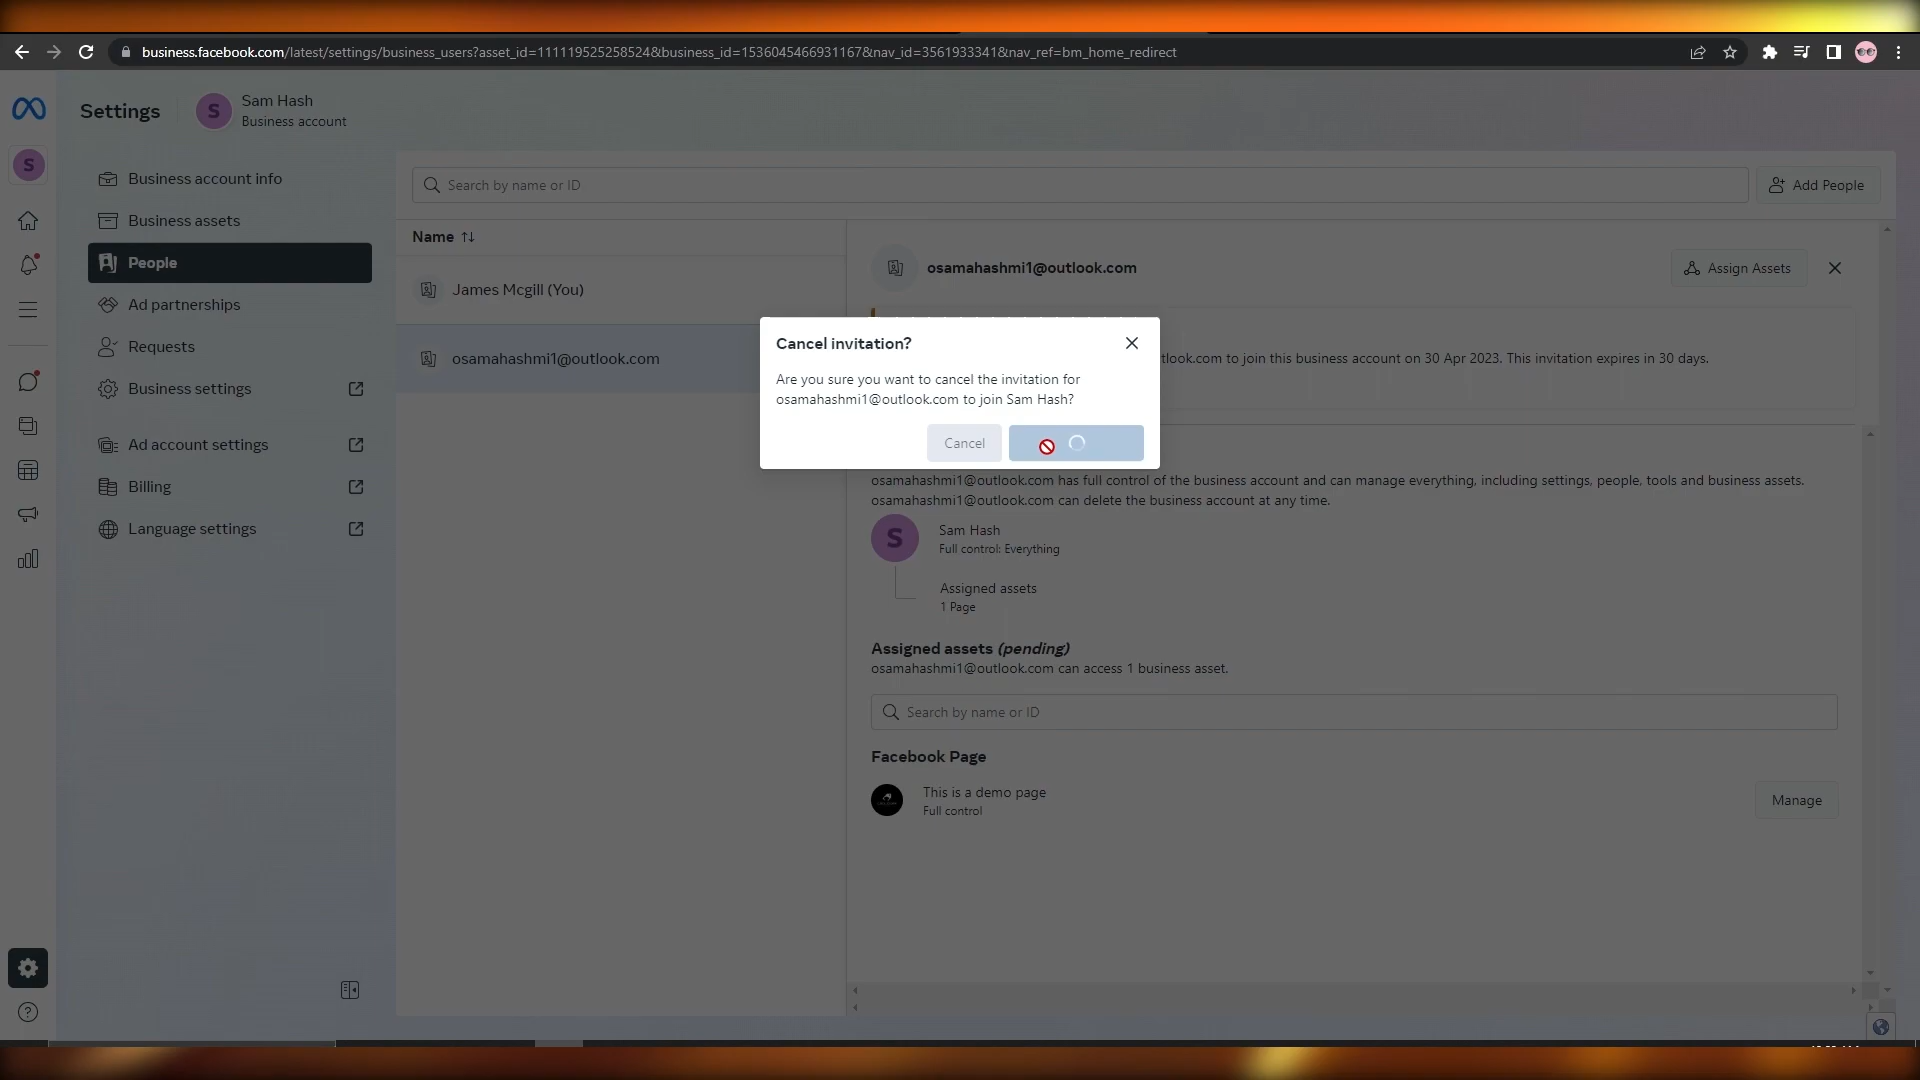 business.facebook.com/latest/settings/business_users?asset_id=111119525258524&business_id=153604546693116​7&nav_id=3561933341&nav_ref=bm_home_redirect
Settings
S
Sam Hash
Business account
S
Business account info
Business assets
People
Ad partnerships
Requests
Business settings
Ad account settings
Billing
Language settings
Search by name or ID
Add People
Name
James Mcgill (You)
osamahashmi1@outlook.com
osamahashmi1@outlook.com
Assign Assets
tlook.com to join this business account on 30 Apr 2023. This invitation expires in 30 days.
Cancel invitation?
Are you sure you want to cancel the invitation for
osamahashmi1@outlook.com to join Sam Hash?
Cancel
osamahashmi1@outlook.com has full control of the business account and can manage everything, including settings, people, tools and business assets.
osamahashmi1@outlook.com can delete the business account at any time.
S
Sam Hash
Full control: Everything
Assigned assets
1 Page
Assigned assets (pending)
osamahashmi1@outlook.com can access 1 business asset.
Search by name or ID
Facebook Page
This is a demo page
Full control
Manage